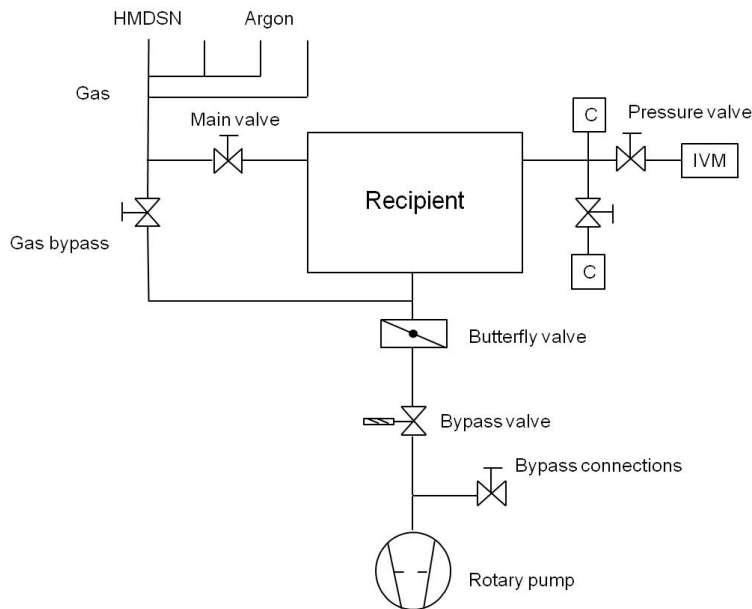 HMDSN
Argon
Gas
Main valve
C
Pressure valve
IVM
Recipient
Gas bypass
C
Butterfly valve
Bypass valve
Bypass connections
Rotary pump